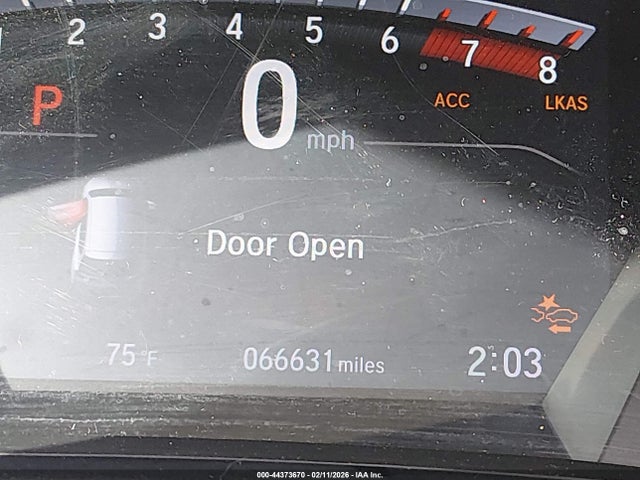 2 3 4 5 6 7 8
P 0 mph ACC LKAS
Door Open
75°F 066631 miles 2:03
000-44373670 - 02/11/2026 - IAA Inc.